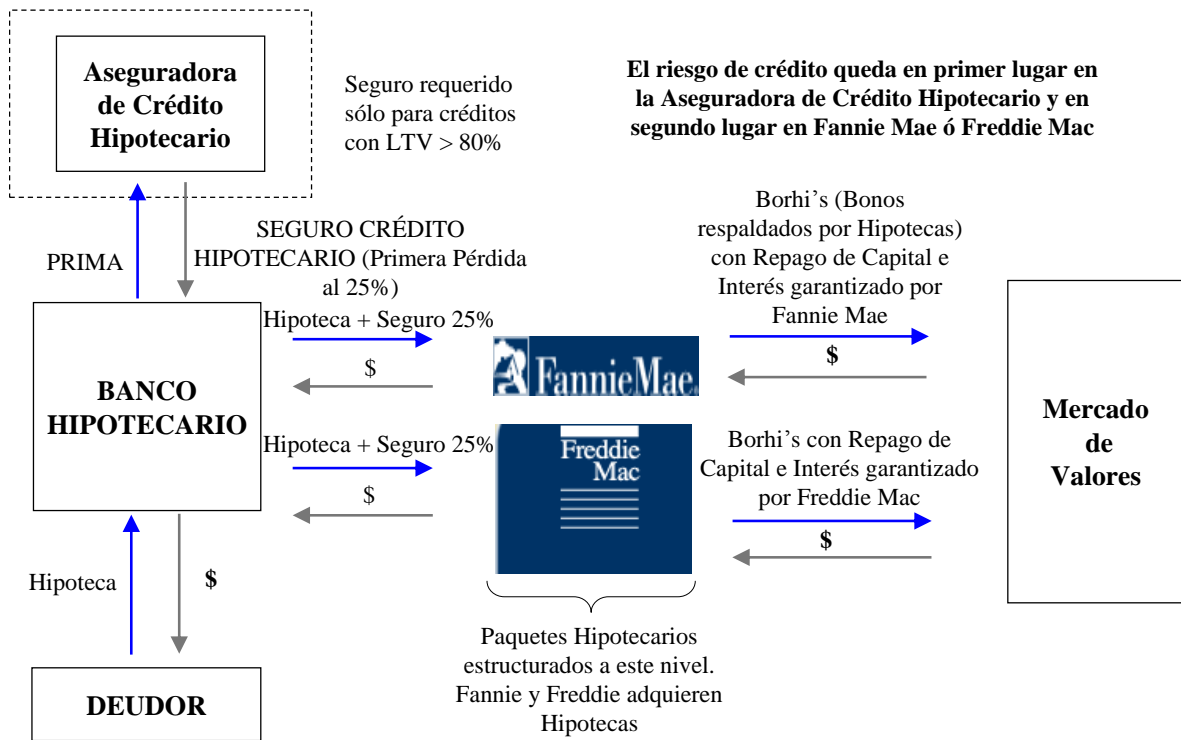 Aseguradora
de Crédito
Hipotecario
Seguro requerido
sólo para créditos
con LTV > 80%
El riesgo de crédito queda en primer lugar en
la Aseguradora de Crédito Hipotecario y en
segundo lugar en Fannie Mae ó Freddie Mac
PRIMA
SEGURO CRÉDITO
HIPOTECARIO (Primera Pérdida
al 25%)
Borhi's (Bonos
respaldados por Hipotecas)
con Repago de Capital e
Interés garantizado por
Fannie Mae
$
BANCO
HIPOTECARIO
Hipoteca + Seguro 25%
$
FannieMae
Hipoteca + Seguro 25%
$
Freddie
Mac
Borhi's con Repago de
Capital e Interés garantizado
por Freddie Mac
$
Mercado
de
Valores
Hipoteca
$
DEUDOR
Paquetes Hipotecarios
estructurados a este nivel.
Fannie y Freddie adquieren
Hipotecas